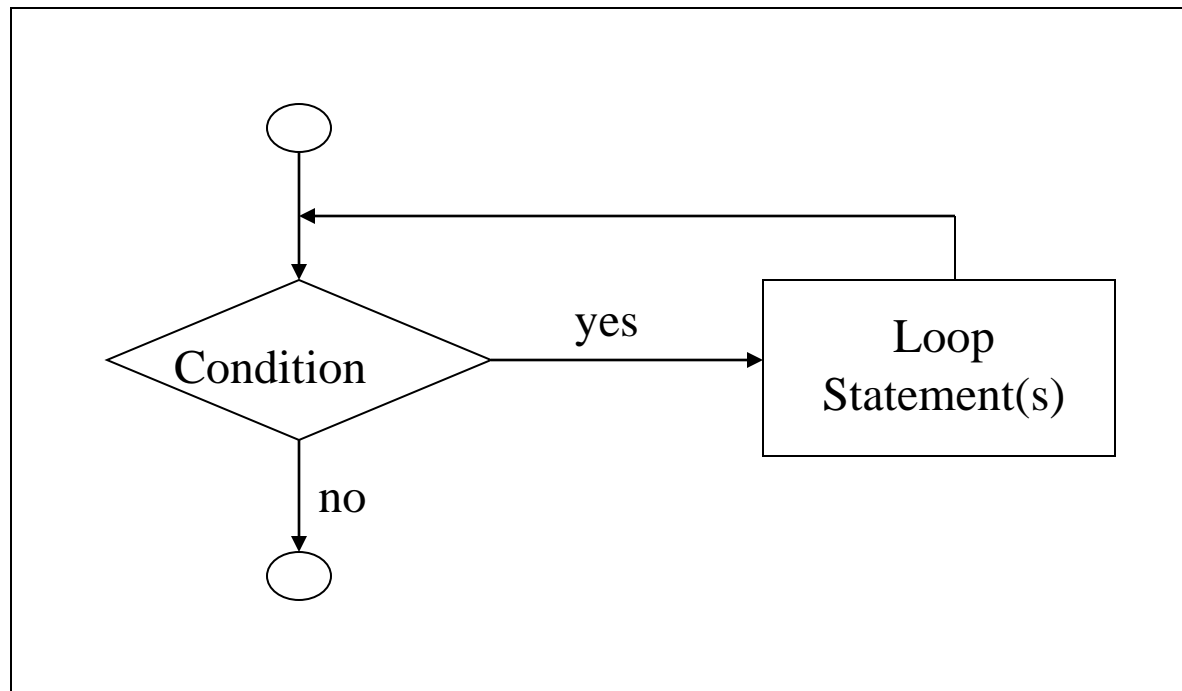 yes
Condition
Loop
Statement(s)
no